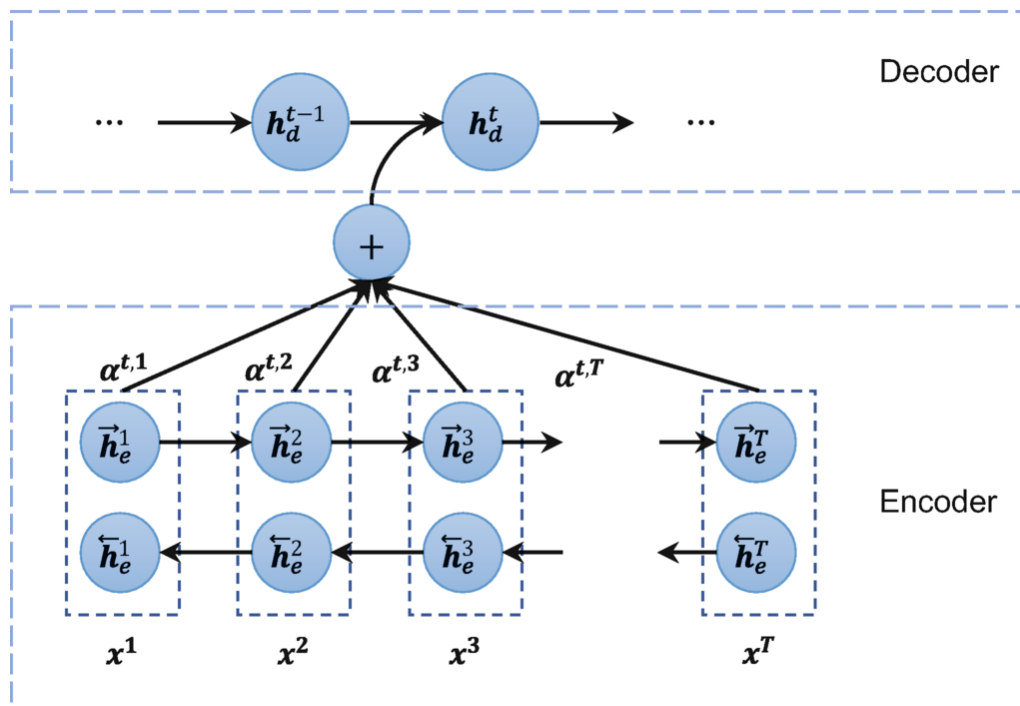 Decoder
... h_d^{t−1} h_d^t ...
+
α^{t,1} α^{t,2} α^{t,3} α^{t,T}
→h_e^1 →h_e^2 →h_e^3 →h_e^T
Encoder
←h_e^1 ←h_e^2 ←h_e^3 ←h_e^T
x^1 x^2 x^3 x^T